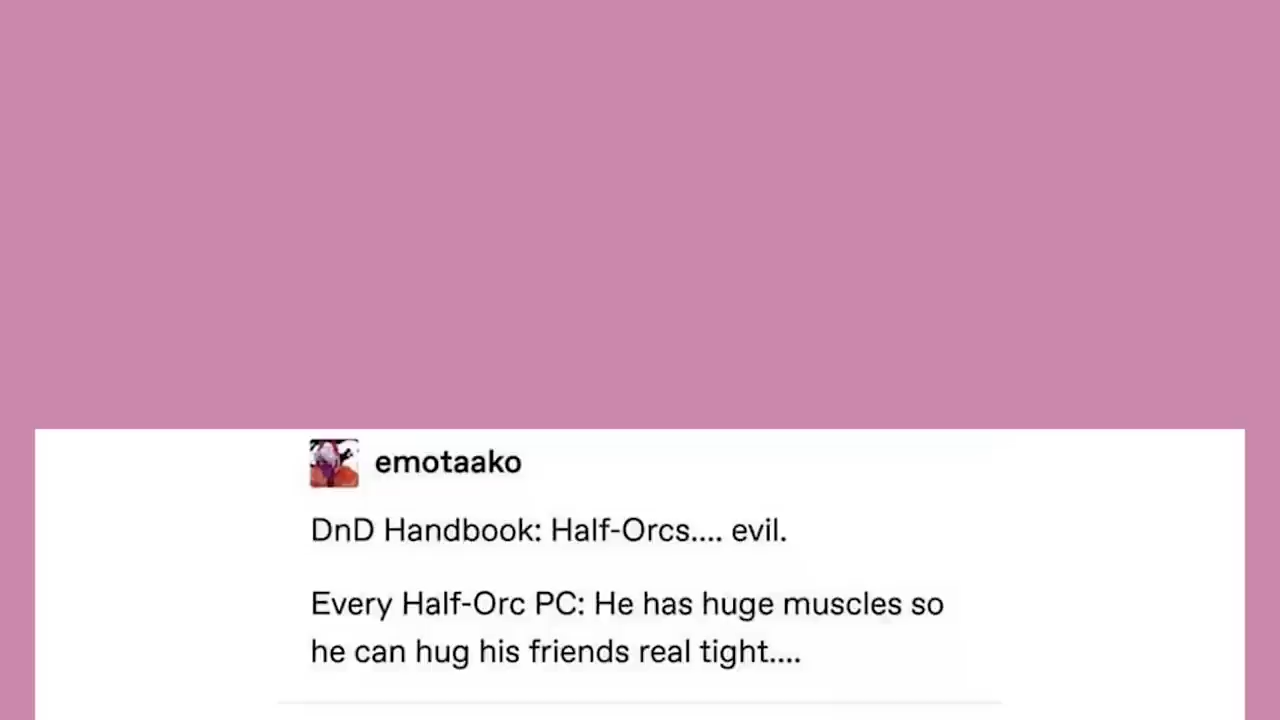 emotaako
DnD Handbook: Half-Orcs.... evil.
Every Half-Orc PC: He has huge muscles so
he can hug his friends real tight....